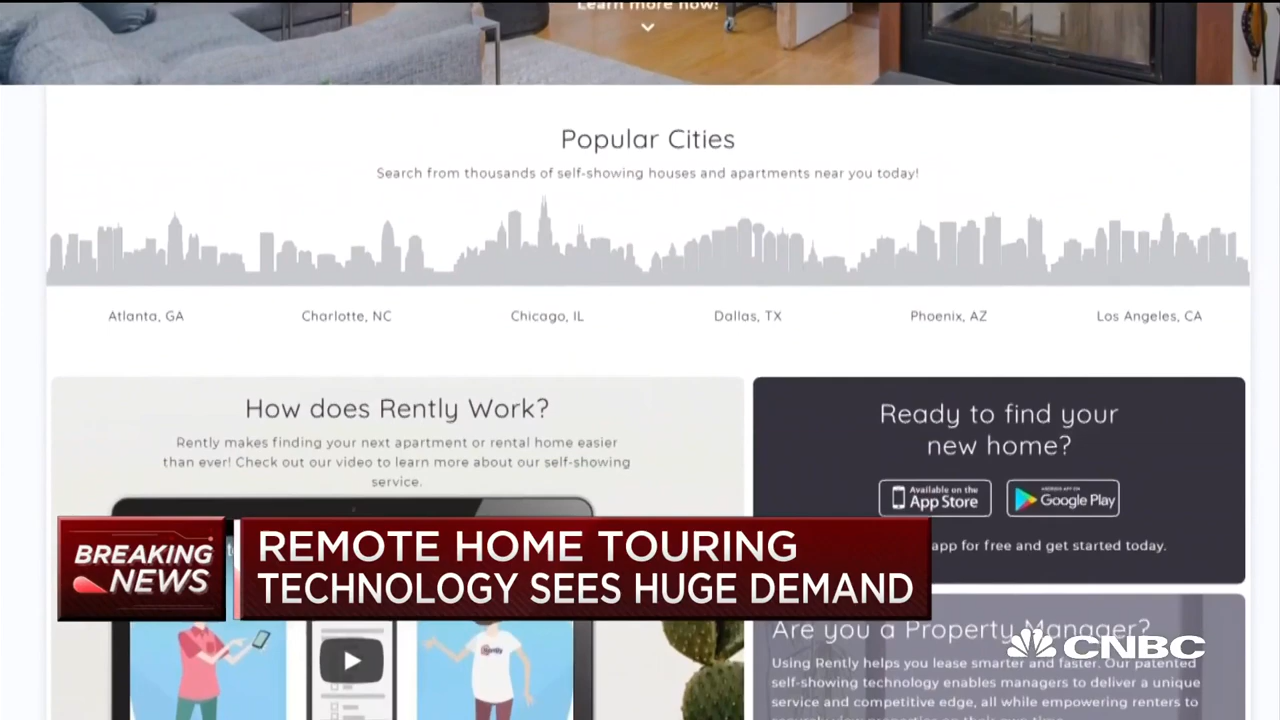 Learn more now!
Popular Cities
Search from thousands of self-showing houses and apartments near you today!
Atlanta, GA
Charlotte, NC
Chicago, IL
Dallas, TX
Phoenix, AZ
Los Angeles, CA
How does Rently Work?
Rently makes finding your next apartment or rental home easier
than ever! Check out our video to learn more about our self-showing
service.
Ready to find your
new home?
Available on the
App Store
ANDROID APP ON
Google Play
app for free and get started today.
BREAKING
NEWS
REMOTE HOME TOURING
TECHNOLOGY SEES HUGE DEMAND
Are you a Property Manager?
CNBC
Using Rently helps you lease smarter and faster. Our patented
self-showing technology enables managers to deliver a unique
service and competitive edge, all while empowering renters to